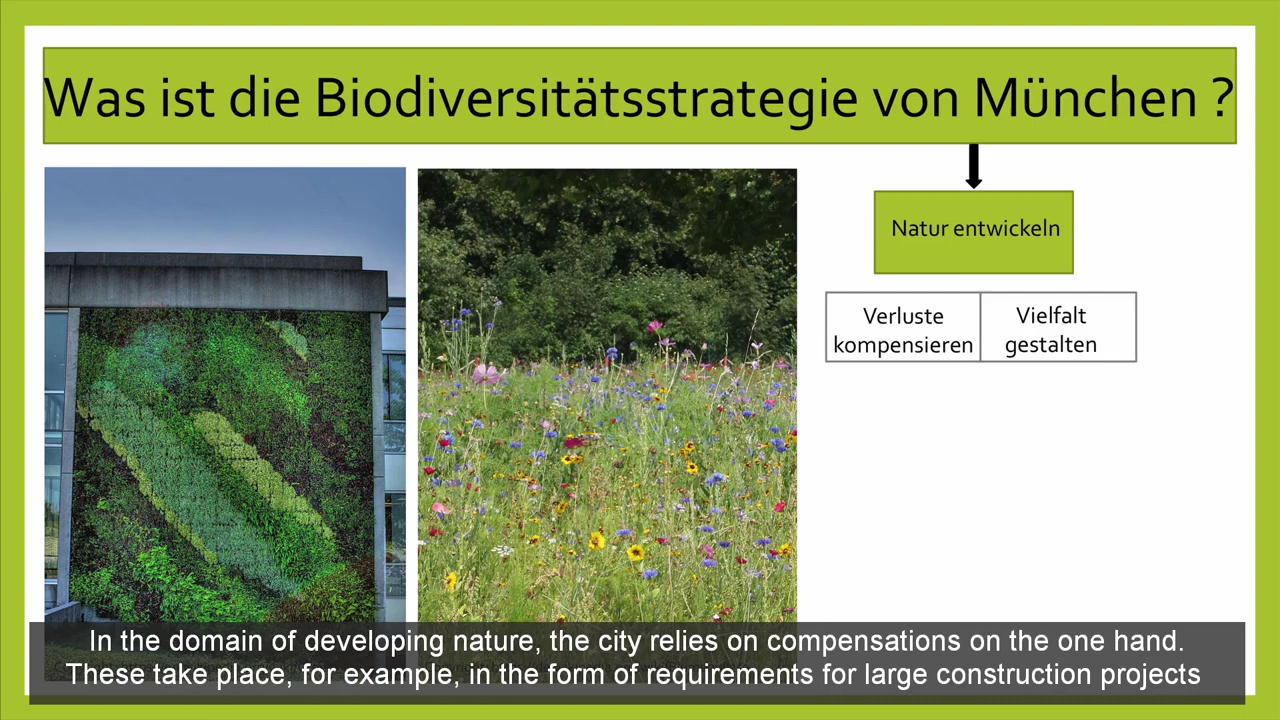 Was ist die Biodiversitätsstrategie von München ?
Natur entwickeln
Verluste
kompensieren
Vielfalt
gestalten
In the domain of developing nature, the city relies on compensations on the one hand.
These take place, for example, in the form of requirements for large construction projects